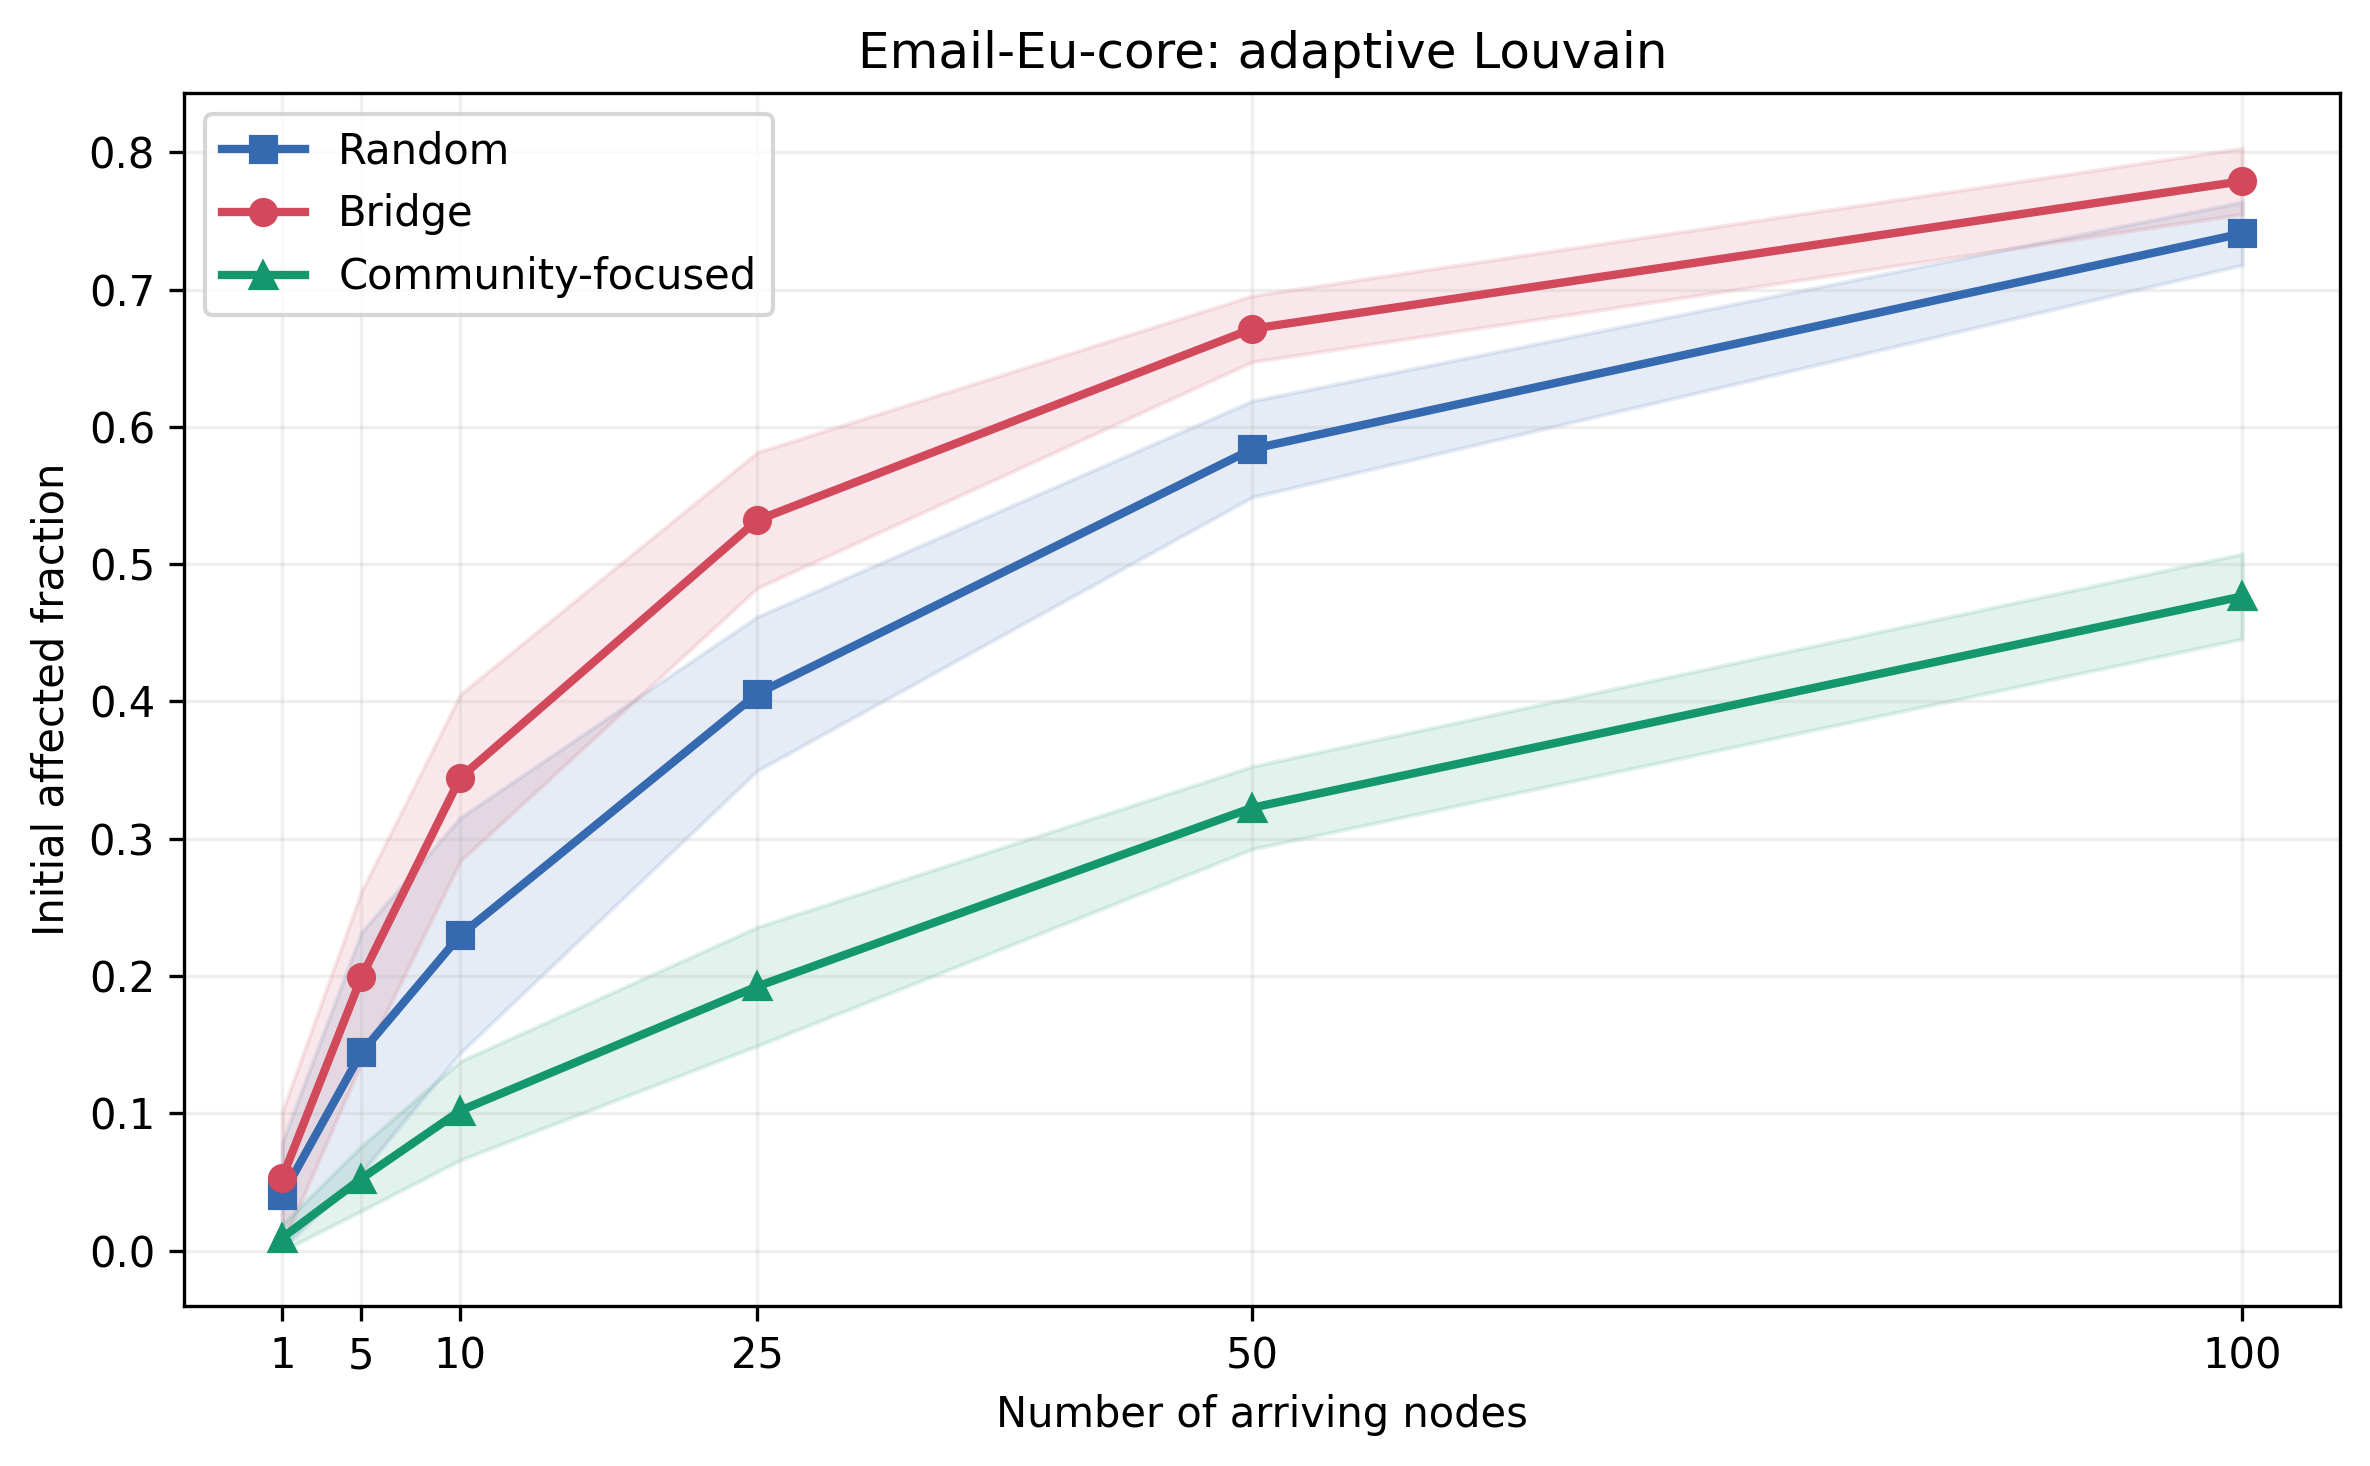 Email-Eu-core: adaptive Louvain
Random
Bridge
Community-focused
0.8
0.7
0.6
0.5
0.4
0.3
0.2
0.1
0.0
Initial affected fraction
1 5 10 25 50 100
Number of arriving nodes